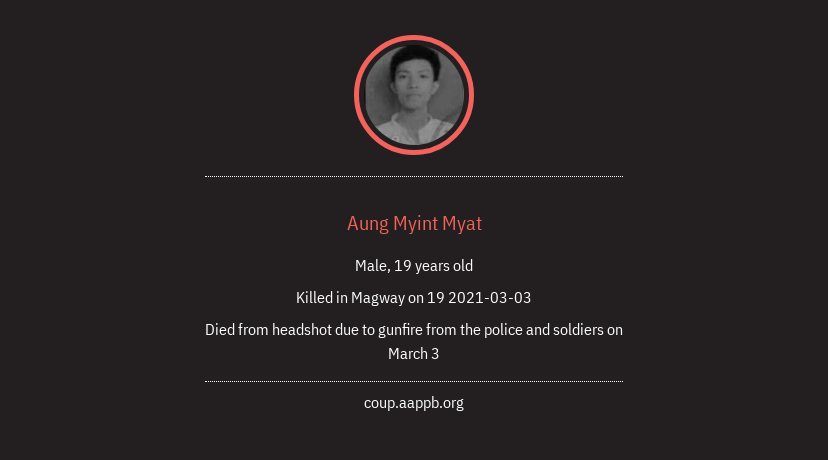 Aung Myint Myat
Male, 19 years old
Killed in Magway on 19 2021-03-03
Died from headshot due to gunfire from the police and soldiers on
March 3
coup.aappb.org